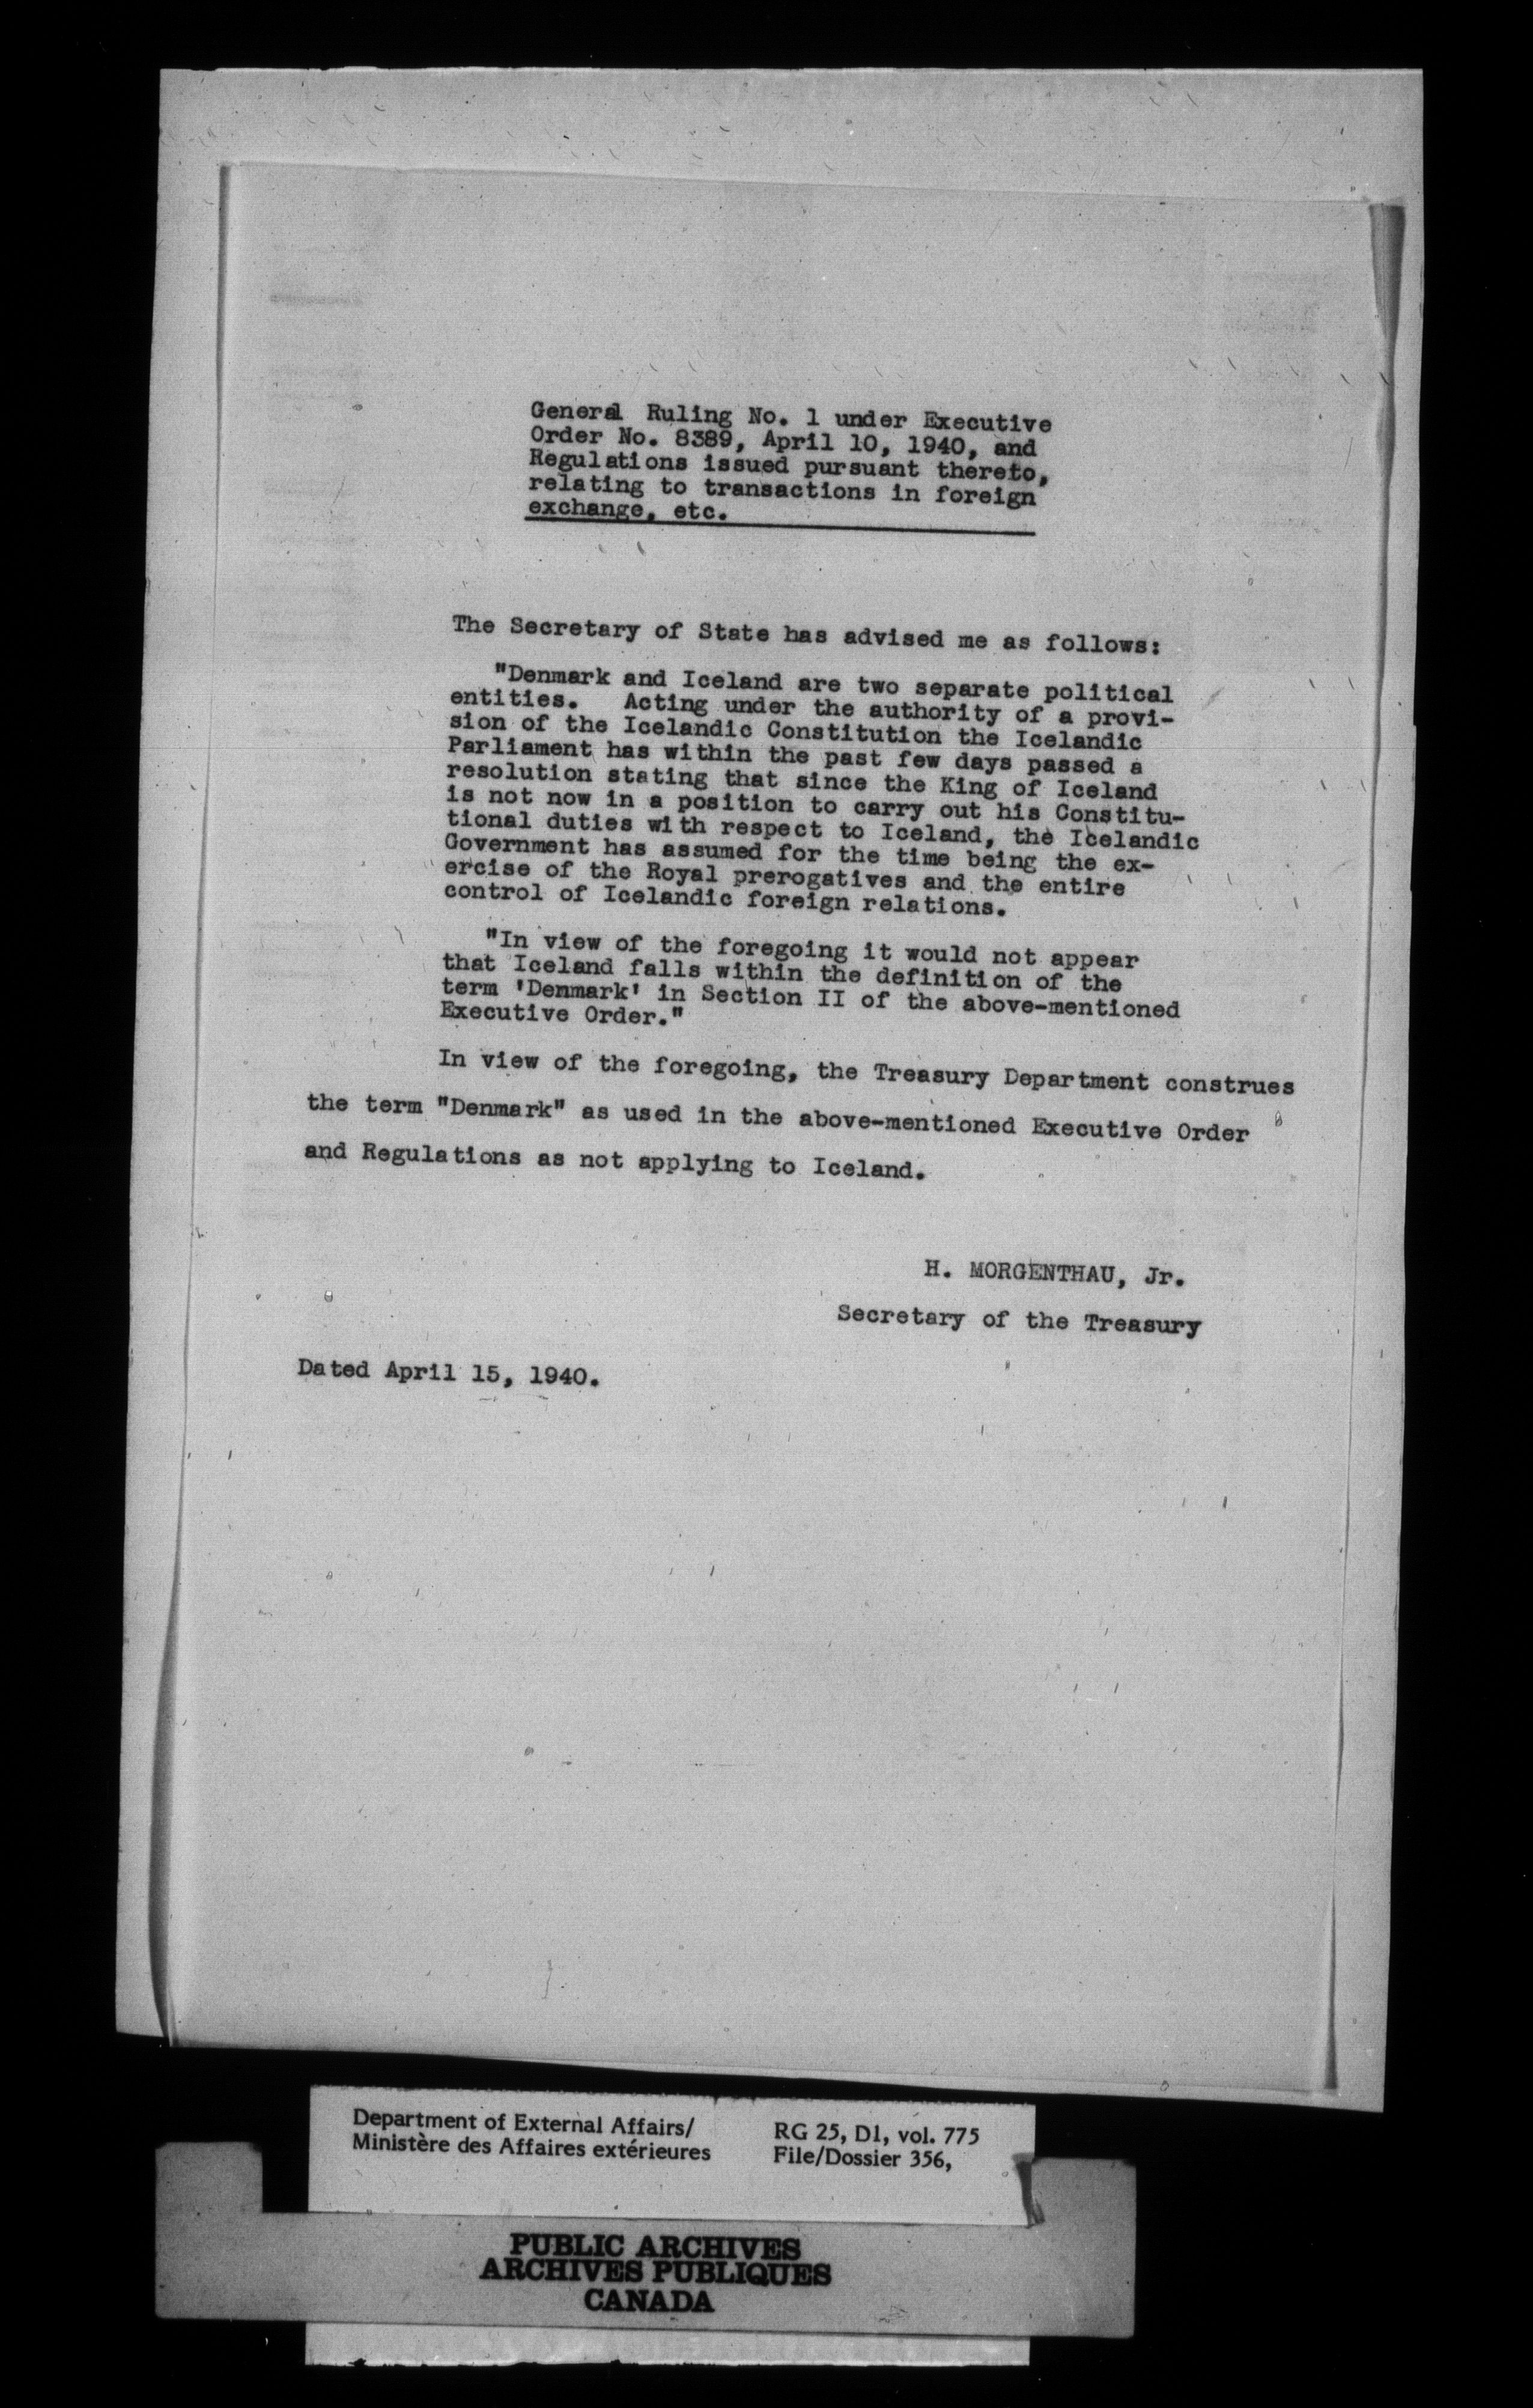 General Ruling No. 1 under Executive
Order No. 8389, April 10, 1940, and
Regulations issued pursuant thereto,
relating to transactions in foreign
exchange, etc.
The Secretary of State has advised me as follows:
"Denmark and Iceland are two separate political
entities. Acting under the authority of a provi-
sion of the Icelandic Constitution the Icelandic
Parliament has within the past few days passed a
resolution stating that since the King of Iceland
is not now in a position to carry out his Constitu-
tional duties with respect to Iceland, the Icelandic
Government has assumed for the time being the ex-
ercise of the Royal prerogatives and the entire
control of Icelandic foreign relations.
"In view of the foregoing it would not appear
that Iceland falls within the definition of the
term 'Denmark' in Section II of the above-mentioned
Executive Order."
In view of the foregoing, the Treasury Department construes
the term "Denmark" as used in the above-mentioned Executive Order
and Regulations as not applying to Iceland.
H. MORGENTHAU, Jr.
Secretary of the Treasury
Dated April 15, 1940.
Department of External Affairs/
Ministère des Affaires extérieures
RG 25, D1, vol. 775
File/Dossier 356,
PUBLIC ARCHIVES
ARCHIVES PUBLIQUES
CANADA